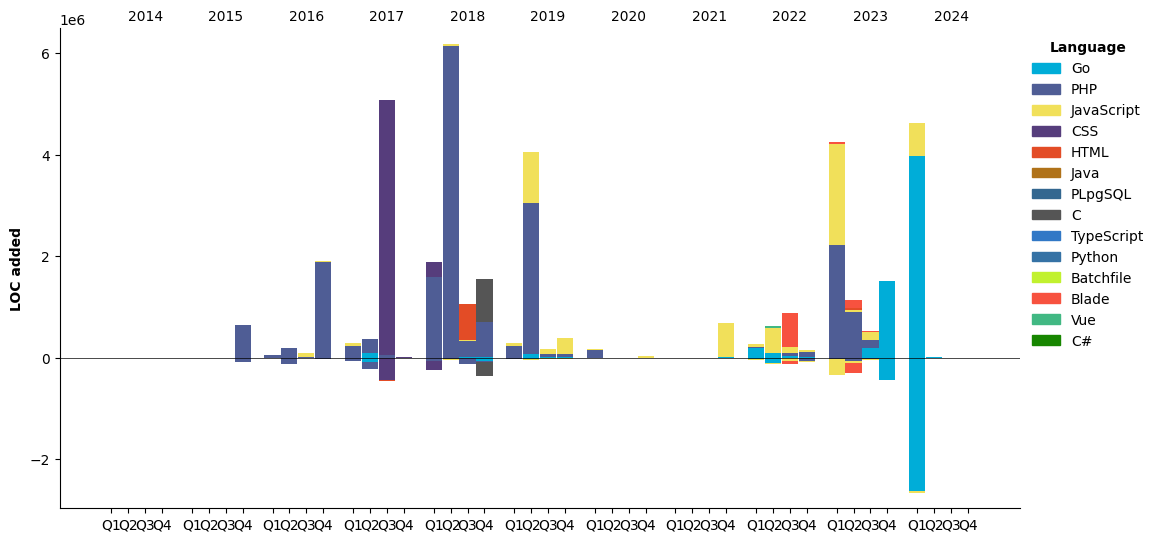 2014 2015 2016 2017 2018 2019 2020 2021 2022 2023 2024
1e6
Language
Go
PHP
JavaScript
CSS
HTML
Java
PLpgSQL
C
TypeScript
Python
Batchfile
Blade
Vue
C#
LOC added
6
4
2
0
−2
Q1Q2Q3Q4 Q1Q2Q3Q4 Q1Q2Q3Q4 Q1Q2Q3Q4 Q1Q2Q3Q4 Q1Q2Q3Q4 Q1Q2Q3Q4 Q1Q2Q3Q4 Q1Q2Q3Q4 Q1Q2Q3Q4 Q1Q2Q3Q4